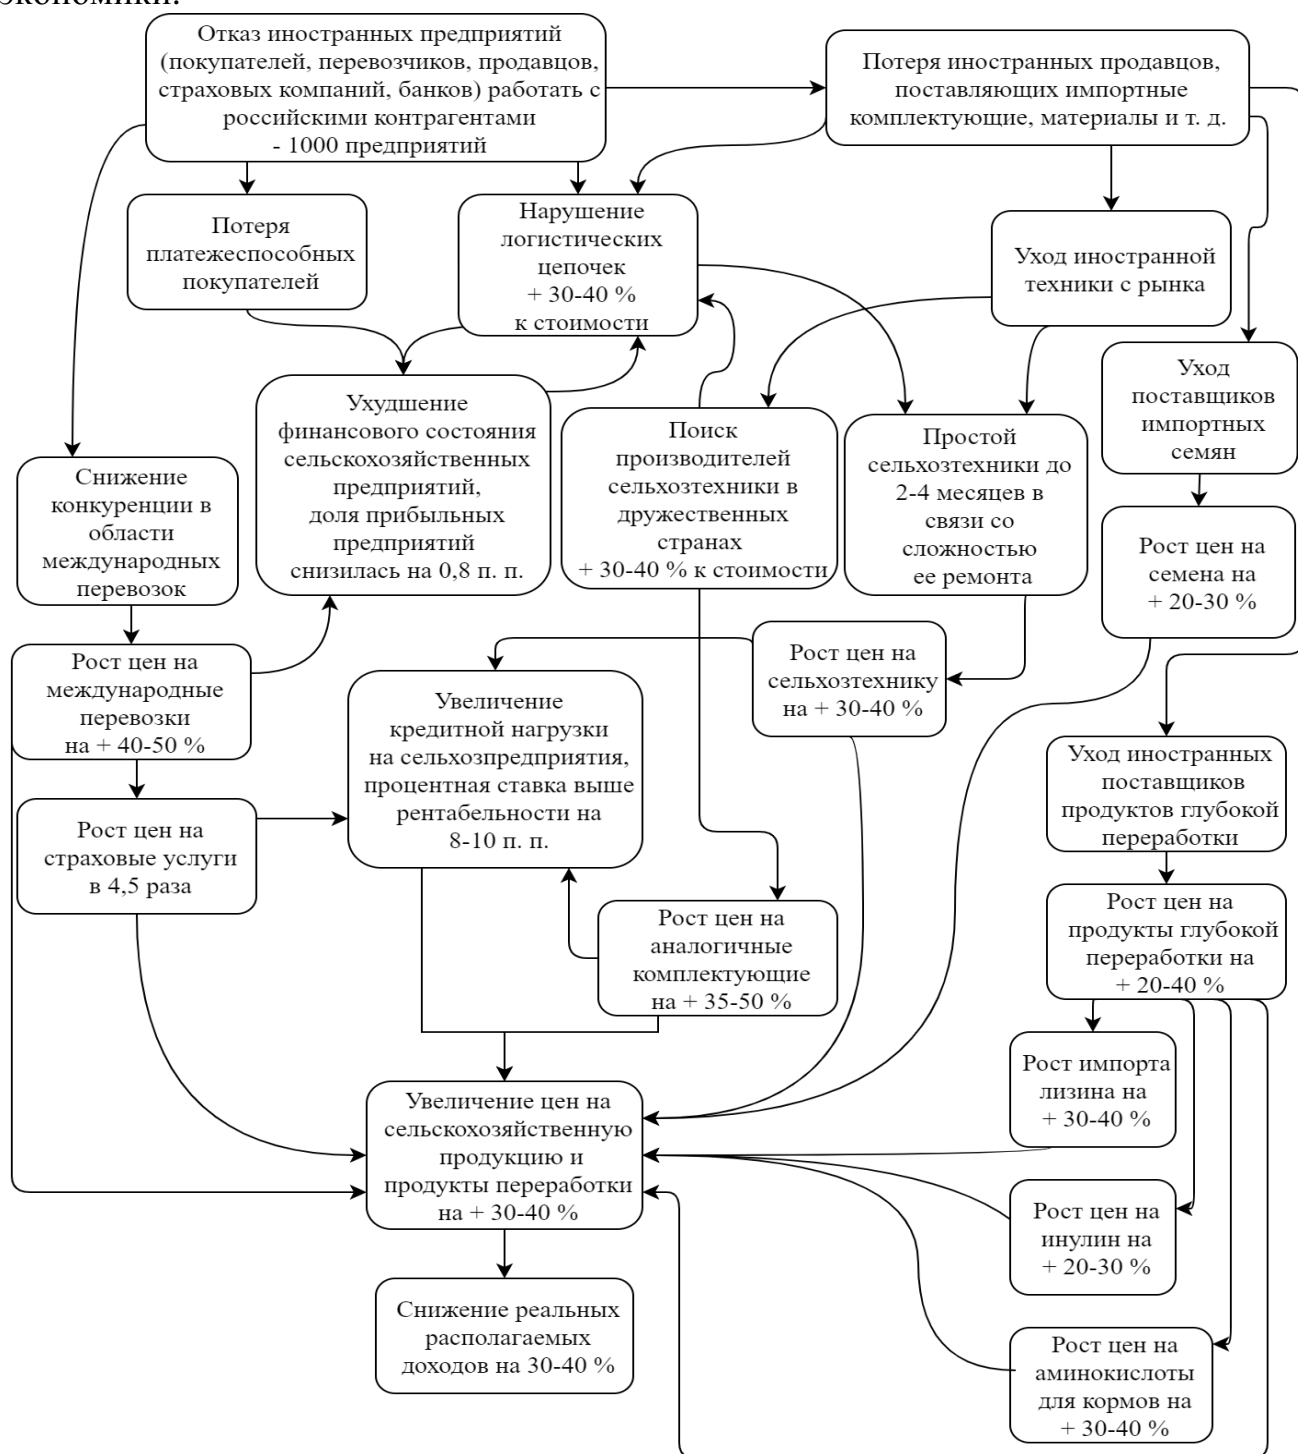 экономики.
Отказ иностранных предприятий
(покупателей, перевозчиков, продавцов,
страховых компаний, банков) работать с
российскими контрагентами
- 1000 предприятий
Потеря иностранных продавцов,
поставляющих импортные
комплектующие, материалы и т. д.
Потеря
платежеспособных
покупателей
Нарушение
логистических
цепочек
+ 30-40 %
к стоимости
Уход иностранной
техники с рынка
Уход
поставщиков
импортных
семян
Ухудшение
финансового состояния
сельскохозяйственных
предприятий,
доля прибыльных
предприятий
снизилась на 0,8 п. п.
Поиск
производителей
сельхозтехники в
дружественных
странах
+ 30-40 % к стоимости
Простой
сельхозтехники до
2-4 месяцев в
связи со
сложностью
ее ремонта
Снижение
конкуренции в
области
международных
перевозок
Рост цен на
семена на
+ 20-30 %
Рост цен на
международные
перевозки
на + 40-50 %
Увеличение
кредитной нагрузки
на сельхозпредприятия,
процентная ставка выше
рентабельности на
8-10 п. п.
Рост цен на
сельхозтехнику
на + 30-40 %
Уход иностранных
поставщиков
продуктов глубокой
переработки
Рост цен на
страховые услуги
в 4,5 раза
Рост цен на
аналогичные
комплектующие
на + 35-50 %
Рост цен на
продукты глубокой
переработки на
+ 20-40 %
Рост импорта
лизина на
+ 30-40 %
Увеличение цен на
сельскохозяйственную
продукцию и
продукты переработки
на + 30-40 %
Рост цен на
инулин на
+ 20-30 %
Снижение реальных
располагаемых
доходов на 30-40 %
Рост цен на
аминокислоты
для кормов на
+ 30-40 %